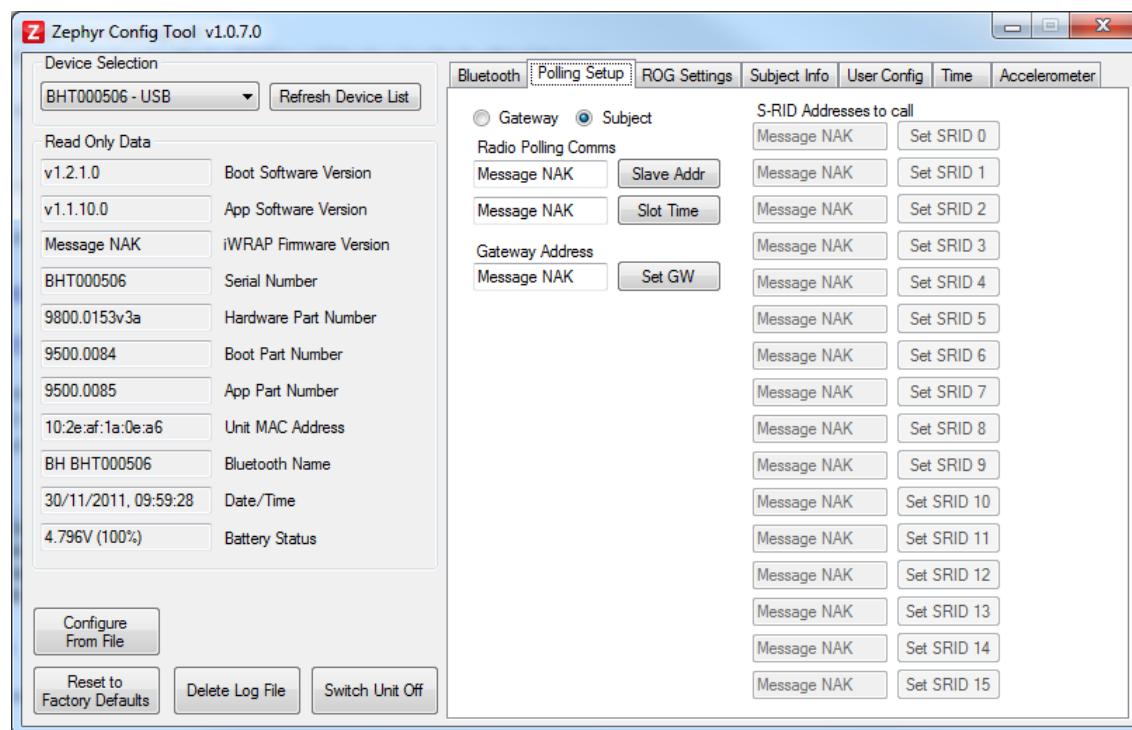 Z Zephyr Config Tool v1.0.7.0
Device Selection
BHT000506 - USB Refresh Device List
Read Only Data
v1.2.1.0 Boot Software Version
v1.1.10.0 App Software Version
Message NAK iWRAP Firmware Version
BHT000506 Serial Number
9800.0153v3a Hardware Part Number
9500.0084 Boot Part Number
9500.0085 App Part Number
10:2e:af:1a:0e:a6 Unit MAC Address
BH BHT000506 Bluetooth Name
30/11/2011, 09:59:28 Date/Time
4.796V (100%) Battery Status
Configure
From File
Reset to
Factory Defaults
Delete Log File
Switch Unit Off
Bluetooth Polling Setup ROG Settings Subject Info User Config Time Accelerometer
Gateway Subject
Radio Polling Comms
Message NAK Slave Addr
Message NAK Slot Time
Gateway Address
Message NAK Set GW
S-RID Addresses to call
Message NAK Set SRID 0
Message NAK Set SRID 1
Message NAK Set SRID 2
Message NAK Set SRID 3
Message NAK Set SRID 4
Message NAK Set SRID 5
Message NAK Set SRID 6
Message NAK Set SRID 7
Message NAK Set SRID 8
Message NAK Set SRID 9
Message NAK Set SRID 10
Message NAK Set SRID 11
Message NAK Set SRID 12
Message NAK Set SRID 13
Message NAK Set SRID 14
Message NAK Set SRID 15